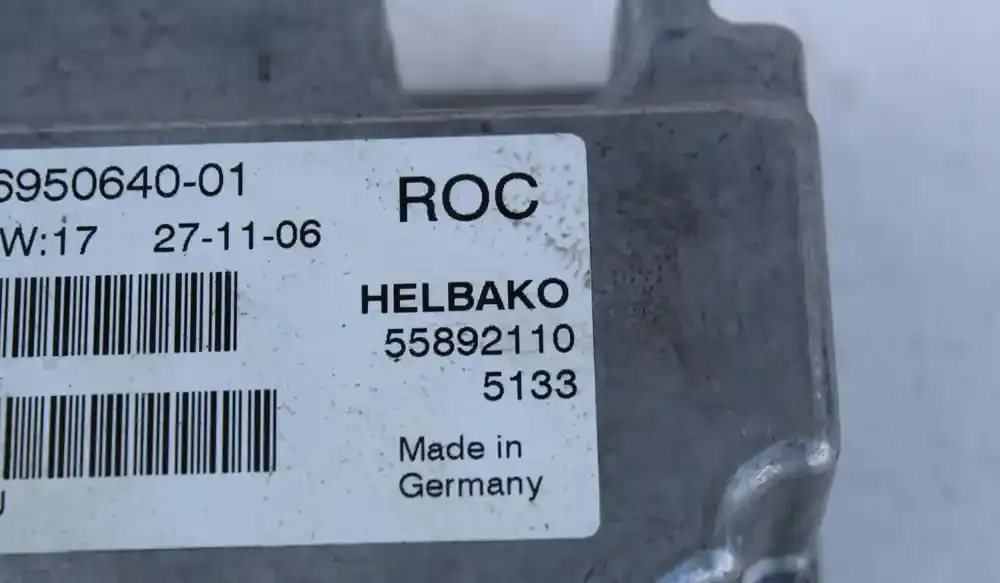 6950640-01
ROC
W:17 27-11-06
HELBAKO
55892110
5133
Made in
Germany